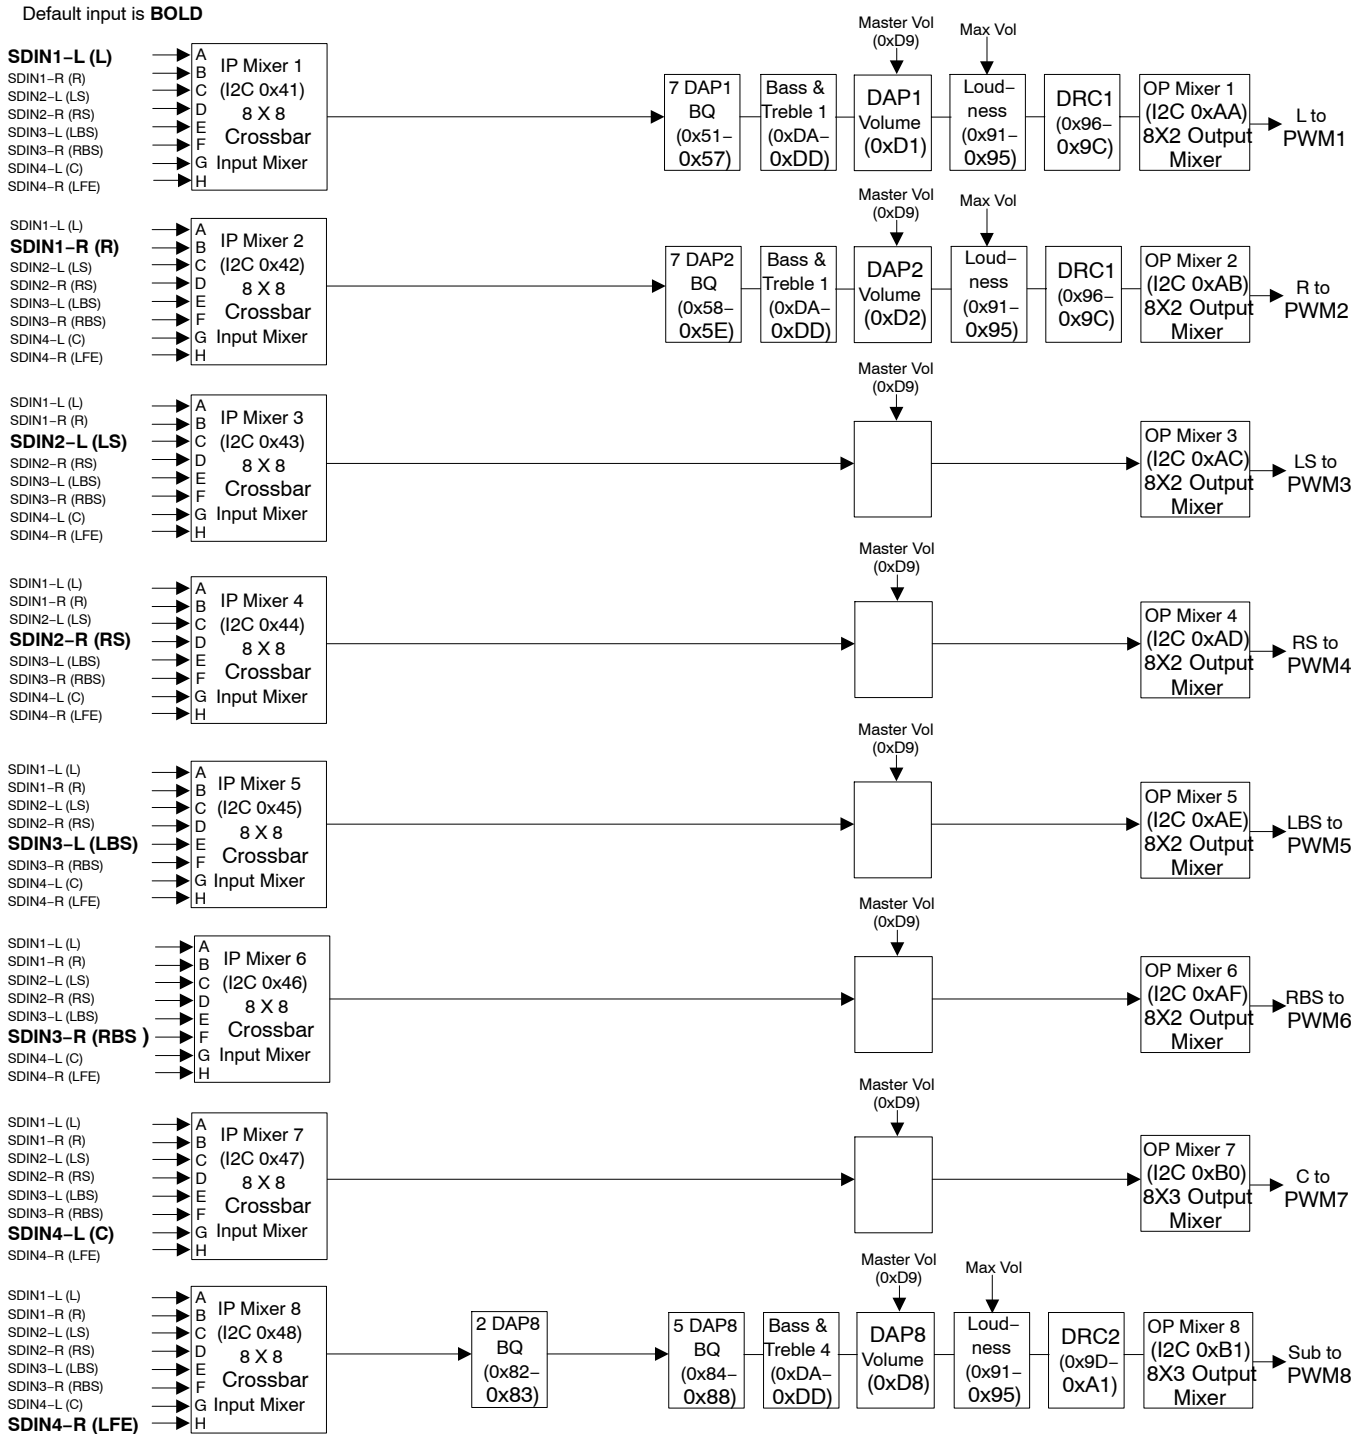 Default input is BOLD
SDIN1–L (L)
SDIN1–R (R)
SDIN2–L (LS)
SDIN2–R (RS)
SDIN3–L (LBS)
SDIN3–R (RBS)
SDIN4–L (C)
SDIN4–R (LFE)
A
B
C
D
E
F
G
H
IP Mixer 1
(I2C 0x41)
8 X 8
Crossbar
Input Mixer
7 DAP1
BQ
(0x51–
0x57)
Bass &
Treble 1
(0xDA–
0xDD)
Master Vol
(0xD9)
DAP1
Volume
(0xD1)
Max Vol
Loud–
ness
(0x91–
0x95)
DRC1
(0x96–
0x9C)
OP Mixer 1
(I2C 0xAA)
8X2 Output
Mixer
L to
PWM1
SDIN1–L (L)
SDIN1–R (R)
SDIN2–L (LS)
SDIN2–R (RS)
SDIN3–L (LBS)
SDIN3–R (RBS)
SDIN4–L (C)
SDIN4–R (LFE)
A
B
C
D
E
F
G
H
IP Mixer 2
(I2C 0x42)
8 X 8
Crossbar
Input Mixer
7 DAP2
BQ
(0x58–
0x5E)
Bass &
Treble 1
(0xDA–
0xDD)
Master Vol
(0xD9)
DAP2
Volume
(0xD2)
Max Vol
Loud–
ness
(0x91–
0x95)
DRC1
(0x96–
0x9C)
OP Mixer 2
(I2C 0xAB)
8X2 Output
Mixer
R to
PWM2
SDIN1–L (L)
SDIN1–R (R)
SDIN2–L (LS)
SDIN2–R (RS)
SDIN3–L (LBS)
SDIN3–R (RBS)
SDIN4–L (C)
SDIN4–R (LFE)
A
B
C
D
E
F
G
H
IP Mixer 3
(I2C 0x43)
8 X 8
Crossbar
Input Mixer
Master Vol
(0xD9)
OP Mixer 3
(I2C 0xAC)
8X2 Output
Mixer
LS to
PWM3
SDIN1–L (L)
SDIN1–R (R)
SDIN2–L (LS)
SDIN2–R (RS)
SDIN3–L (LBS)
SDIN3–R (RBS)
SDIN4–L (C)
SDIN4–R (LFE)
A
B
C
D
E
F
G
H
IP Mixer 4
(I2C 0x44)
8 X 8
Crossbar
Input Mixer
Master Vol
(0xD9)
OP Mixer 4
(I2C 0xAD)
8X2 Output
Mixer
RS to
PWM4
SDIN1–L (L)
SDIN1–R (R)
SDIN2–L (LS)
SDIN2–R (RS)
SDIN3–L (LBS)
SDIN3–R (RBS)
SDIN4–L (C)
SDIN4–R (LFE)
A
B
C
D
E
F
G
H
IP Mixer 5
(I2C 0x45)
8 X 8
Crossbar
Input Mixer
Master Vol
(0xD9)
OP Mixer 5
(I2C 0xAE)
8X2 Output
Mixer
LBS to
PWM5
SDIN1–L (L)
SDIN1–R (R)
SDIN2–L (LS)
SDIN2–R (RS)
SDIN3–L (LBS)
SDIN3–R (RBS )
SDIN4–L (C)
SDIN4–R (LFE)
A
B
C
D
E
F
G
H
IP Mixer 6
(I2C 0x46)
8 X 8
Crossbar
Input Mixer
Master Vol
(0xD9)
OP Mixer 6
(I2C 0xAF)
8X2 Output
Mixer
RBS to
PWM6
SDIN1–L (L)
SDIN1–R (R)
SDIN2–L (LS)
SDIN2–R (RS)
SDIN3–L (LBS)
SDIN3–R (RBS)
SDIN4–L (C)
SDIN4–R (LFE)
A
B
C
D
E
F
G
H
IP Mixer 7
(I2C 0x47)
8 X 8
Crossbar
Input Mixer
Master Vol
(0xD9)
OP Mixer 7
(I2C 0xB0)
8X3 Output
Mixer
C to
PWM7
SDIN1–L (L)
SDIN1–R (R)
SDIN2–L (LS)
SDIN2–R (RS)
SDIN3–L (LBS)
SDIN3–R (RBS)
SDIN4–L (C)
SDIN4–R (LFE)
A
B
C
D
E
F
G
H
IP Mixer 8
(I2C 0x48)
8 X 8
Crossbar
Input Mixer
2 DAP8
BQ
(0x82–
0x83)
5 DAP8
BQ
(0x84–
0x88)
Bass &
Treble 4
(0xDA–
0xDD)
Master Vol
(0xD9)
DAP8
Volume
(0xD8)
Max Vol
Loud–
ness
(0x91–
0x95)
DRC2
(0x9D–
0xA1)
OP Mixer 8
(I2C 0xB1)
8X3 Output
Mixer
Sub to
PWM8